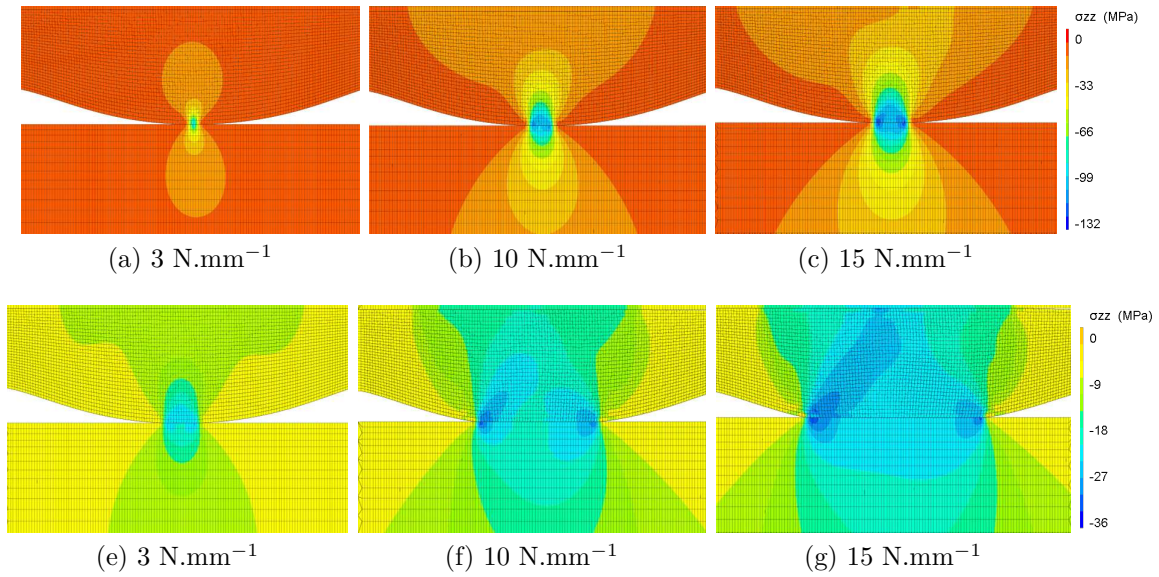 σzz (MPa)
0
-33
-66
-99
-132
(a) 3 N.mm⁻¹
(b) 10 N.mm⁻¹
(c) 15 N.mm⁻¹
σzz (MPa)
0
-9
-18
-27
-36
(e) 3 N.mm⁻¹
(f) 10 N.mm⁻¹
(g) 15 N.mm⁻¹